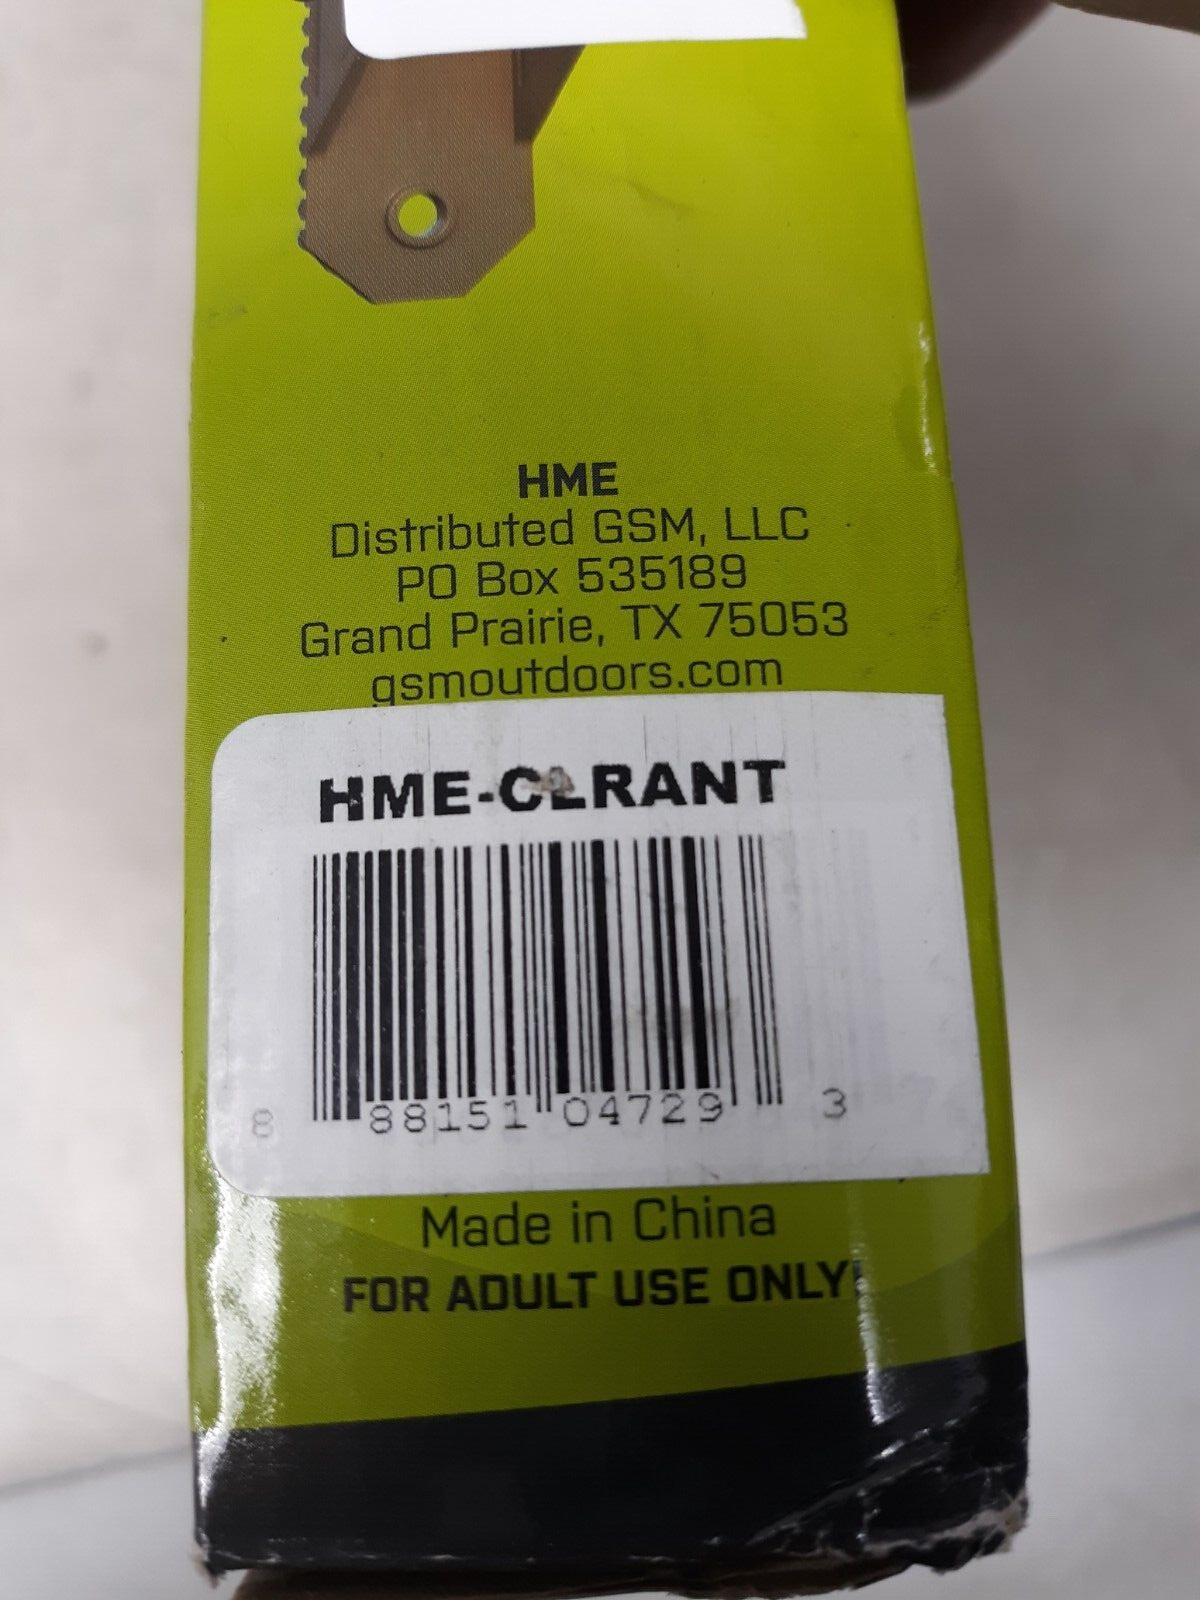 HME
Distributed GSM, LLC
PO Box 535189
Grand Prairie, TX 75053
gsmoutdoors.com
HME-CLRANT
8 88151 04729 3
Made in China
FOR ADULT USE ONLY!